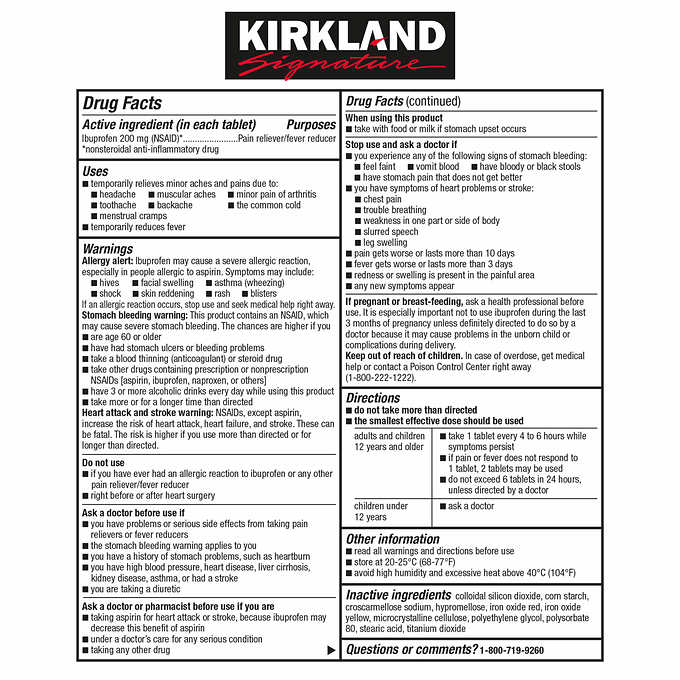 KIRKLAND
Signature
Drug Facts
Active ingredient (in each tablet) Purposes
Ibuprofen 200 mg (NSAID)*.......................Pain reliever/fever reducer
*nonsteroidal anti-inflammatory drug
Uses
■ temporarily relieves minor aches and pains due to:
■ headache ■ muscular aches ■ minor pain of arthritis
■ toothache ■ backache ■ the common cold
■ menstrual cramps
■ temporarily reduces fever
Warnings
Allergy alert: Ibuprofen may cause a severe allergic reaction,
especially in people allergic to aspirin. Symptoms may include:
■ hives ■ facial swelling ■ asthma (wheezing)
■ shock ■ skin reddening ■ rash ■ blisters
If an allergic reaction occurs, stop use and seek medical help right away.
Stomach bleeding warning: This product contains an NSAID, which
may cause severe stomach bleeding. The chances are higher if you
■ are age 60 or older
■ have had stomach ulcers or bleeding problems
■ take a blood thinning (anticoagulant) or steroid drug
■ take other drugs containing prescription or nonprescription
NSAIDs [aspirin, ibuprofen, naproxen, or others]
■ have 3 or more alcoholic drinks every day while using this product
■ take more or for a longer time than directed
Heart attack and stroke warning: NSAIDs, except aspirin,
increase the risk of heart attack, heart failure, and stroke. These can
be fatal. The risk is higher if you use more than directed or for
longer than directed.
Do not use
■ if you have ever had an allergic reaction to ibuprofen or any other
pain reliever/fever reducer
■ right before or after heart surgery
Ask a doctor before use if
■ you have problems or serious side effects from taking pain
relievers or fever reducers
■ the stomach bleeding warning applies to you
■ you have a history of stomach problems, such as heartburn
■ you have high blood pressure, heart disease, liver cirrhosis,
kidney disease, asthma, or had a stroke
■ you are taking a diuretic
Ask a doctor or pharmacist before use if you are
■ taking aspirin for heart attack or stroke, because ibuprofen may
decrease this benefit of aspirin
■ under a doctor's care for any serious condition
■ taking any other drug
Drug Facts (continued)
When using this product
■ take with food or milk if stomach upset occurs
Stop use and ask a doctor if
■ you experience any of the following signs of stomach bleeding:
■ feel faint ■ vomit blood ■ have bloody or black stools
■ have stomach pain that does not get better
■ you have symptoms of heart problems or stroke:
■ chest pain
■ trouble breathing
■ weakness in one part or side of body
■ slurred speech
■ leg swelling
■ pain gets worse or lasts more than 10 days
■ fever gets worse or lasts more than 3 days
■ redness or swelling is present in the painful area
■ any new symptoms appear
If pregnant or breast-feeding, ask a health professional before
use. It is especially important not to use ibuprofen during the last
3 months of pregnancy unless definitely directed to do so by a
doctor because it may cause problems in the unborn child or
complications during delivery.
Keep out of reach of children. In case of overdose, get medical
help or contact a Poison Control Center right away
(1-800-222-1222).
Directions
■ do not take more than directed
■ the smallest effective dose should be used
adults and children ■ take 1 tablet every 4 to 6 hours while
12 years and older symptoms persist
■ if pain or fever does not respond to
1 tablet, 2 tablets may be used
■ do not exceed 6 tablets in 24 hours,
unless directed by a doctor
children under ■ ask a doctor
12 years
Other information
■ read all warnings and directions before use
■ store at 20-25°C (68-77°F)
■ avoid high humidity and excessive heat above 40°C (104°F)
Inactive ingredients colloidal silicon dioxide, corn starch,
croscarmellose sodium, hypromellose, iron oxide red, iron oxide
yellow, microcrystalline cellulose, polyethylene glycol, polysorbate
80, stearic acid, titanium dioxide
Questions or comments? 1-800-719-9260